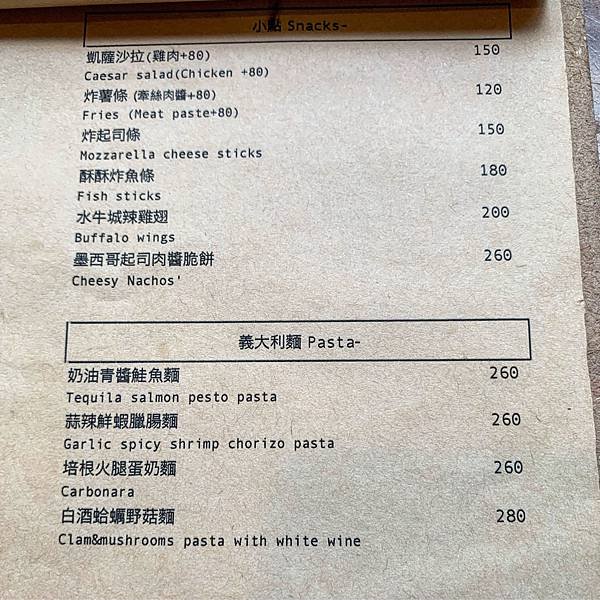 小點 Snacks-
凱薩沙拉(雞肉+80) 150
Caesar salad(Chicken +80)
炸薯條 (牽絲肉醬+80) 120
Fries (Meat paste+80)
炸起司條 150
Mozzarella cheese sticks
酥酥炸魚條 180
Fish sticks
水牛城辣雞翅 200
Buffalo wings
墨西哥起司肉醬脆餅 260
Cheesy Nachos'
義大利麵 Pasta-
奶油青醬鮭魚麵 260
Tequila salmon pesto pasta
蒜辣鮮蝦臘腸麵 260
Garlic spicy shrimp chorizo pasta
培根火腿蛋奶麵 260
Carbonara
白酒蛤蠣野菇麵 280
Clam&mushrooms pasta with white wine